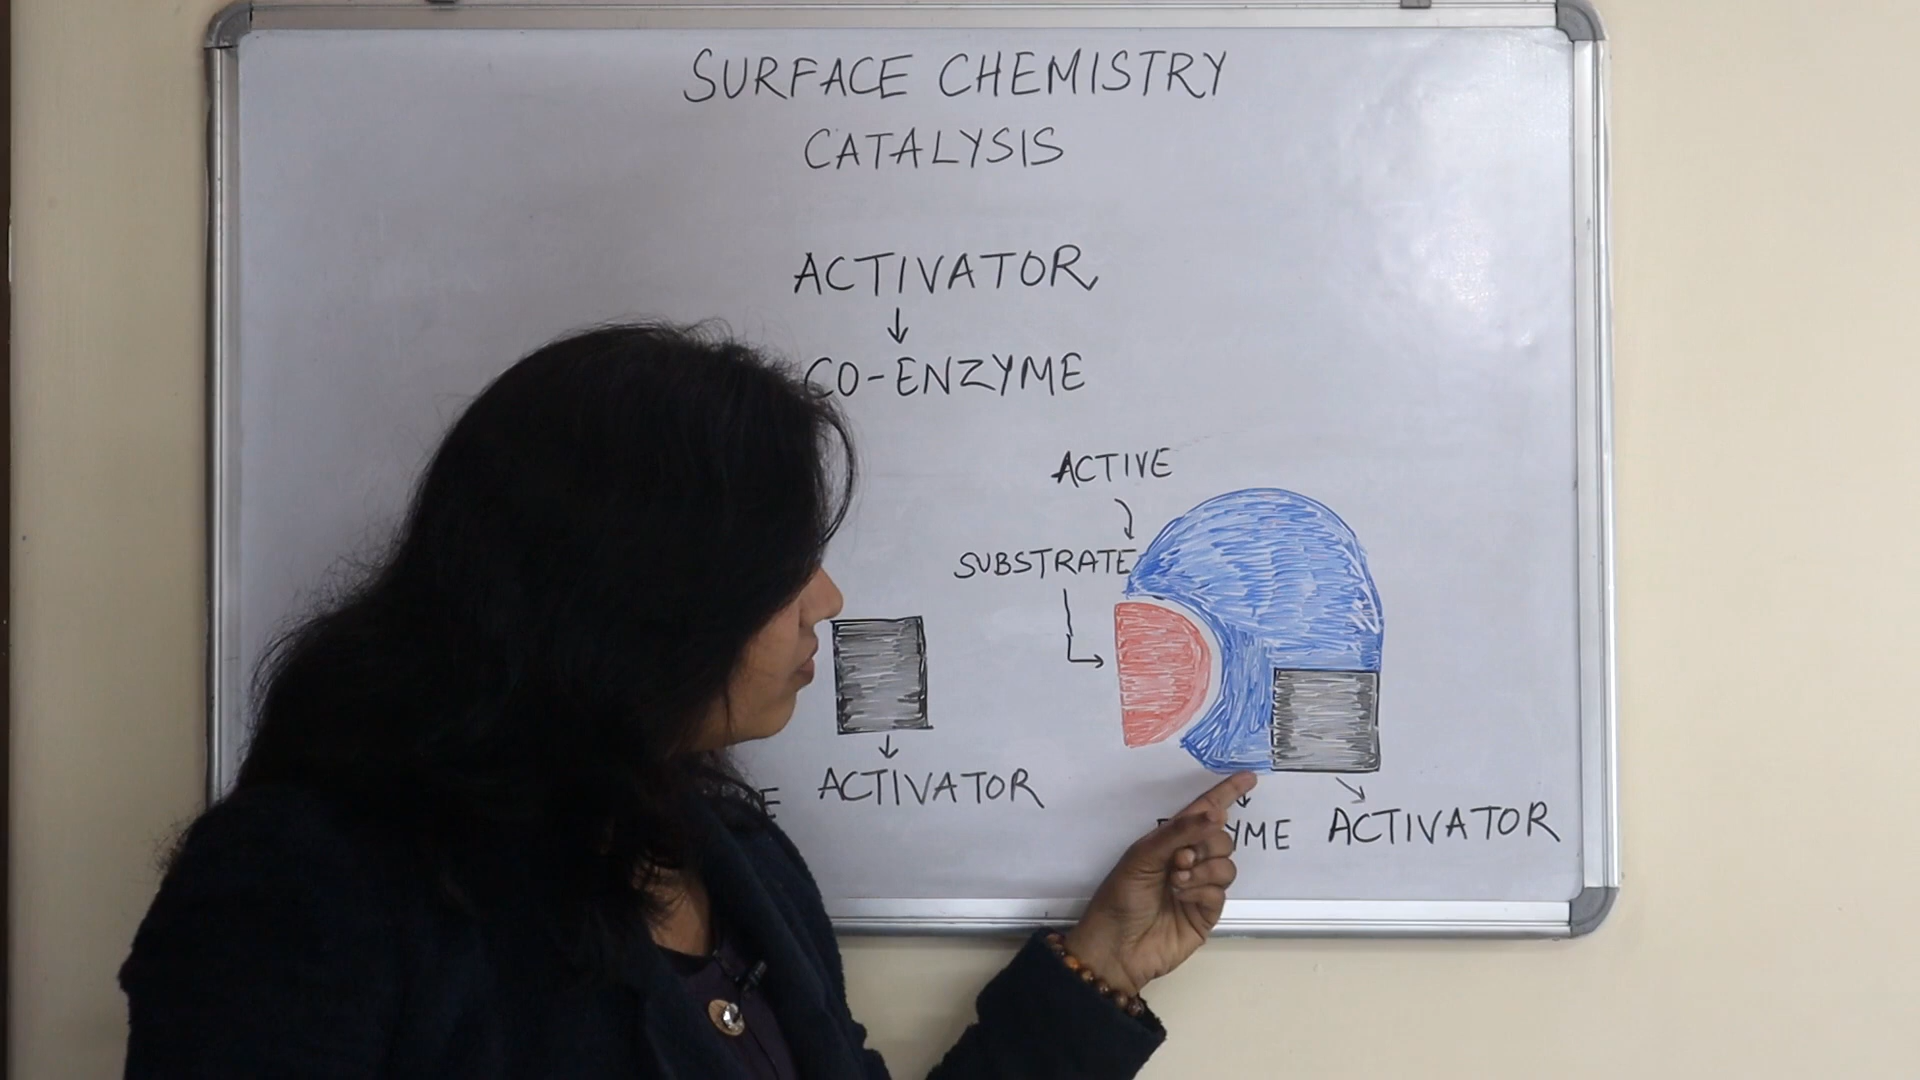 SURFACE CHEMISTRY
CATALYSIS
ACTIVATOR
CO-ENZYME
ACTIVE
SUBSTRATE
ACTIVATOR
ACTIVATOR